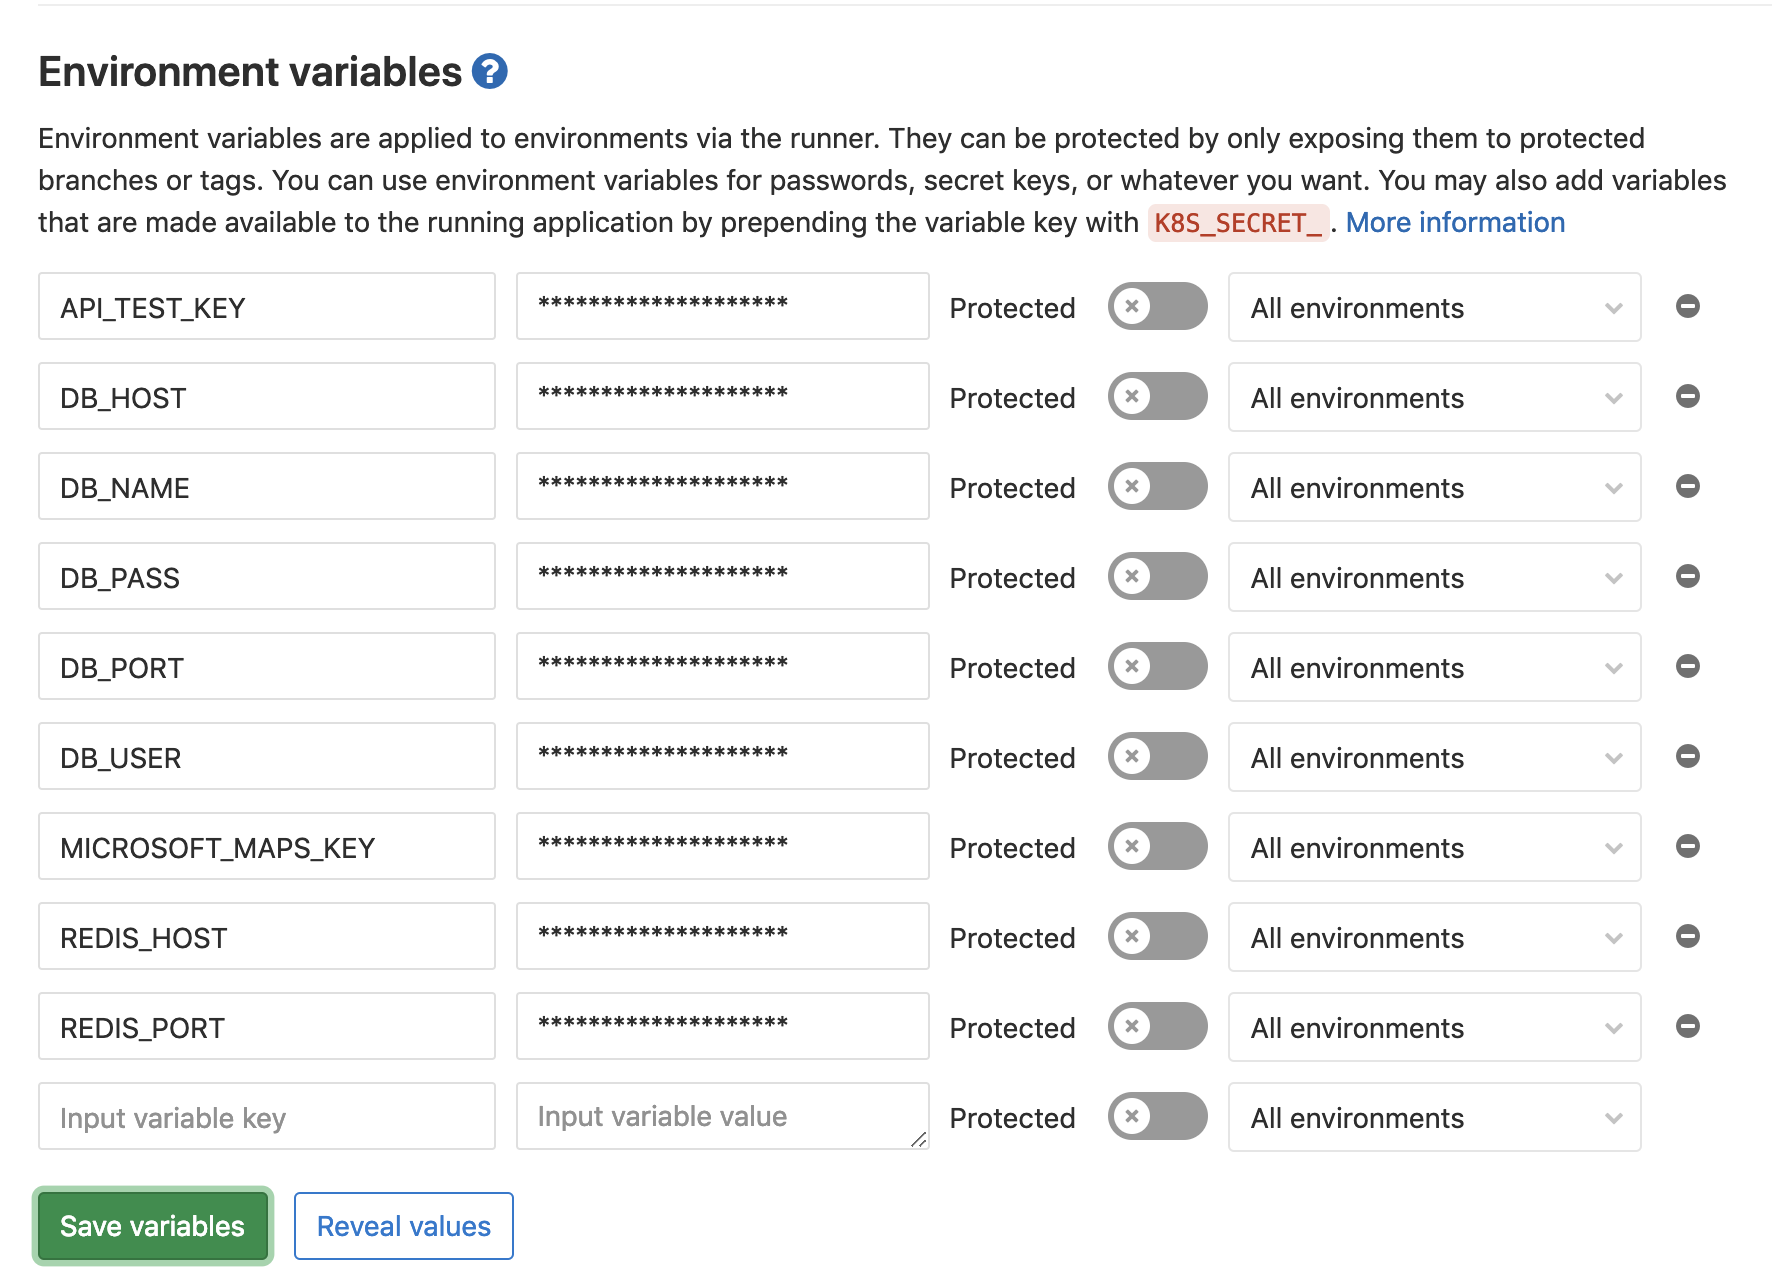 Environment variables ?
Environment variables are applied to environments via the runner. They can be protected by only exposing them to protected
branches or tags. You can use environment variables for passwords, secret keys, or whatever you want. You may also add variables
that are made available to the running application by prepending the variable key with K8S_SECRET_ . More information
API_TEST_KEY ******************** Protected All environments
DB_HOST ******************** Protected All environments
DB_NAME ******************** Protected All environments
DB_PASS ******************** Protected All environments
DB_PORT ******************** Protected All environments
DB_USER ******************** Protected All environments
MICROSOFT_MAPS_KEY ******************** Protected All environments
REDIS_HOST ******************** Protected All environments
REDIS_PORT ******************** Protected All environments
Input variable key Input variable value Protected All environments
Save variables Reveal values